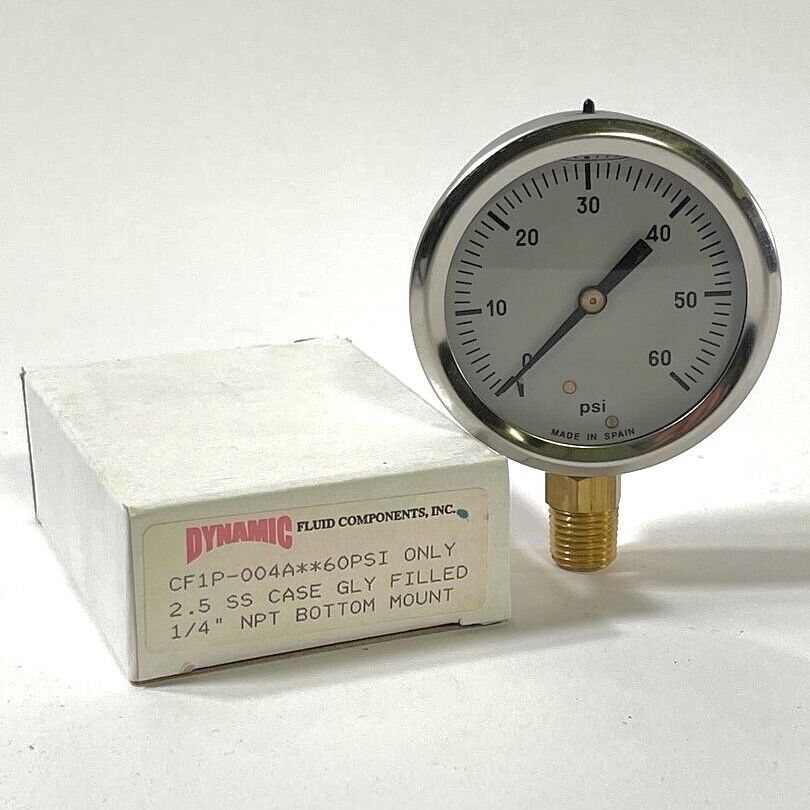 DYNAMIC FLUID COMPONENTS, INC.
CF1P-004A**60PSI ONLY
2.5 SS CASE GLY FILLED
1/4" NPT BOTTOM MOUNT
0
10
20
30
40
50
60
psi
MADE IN SPAIN